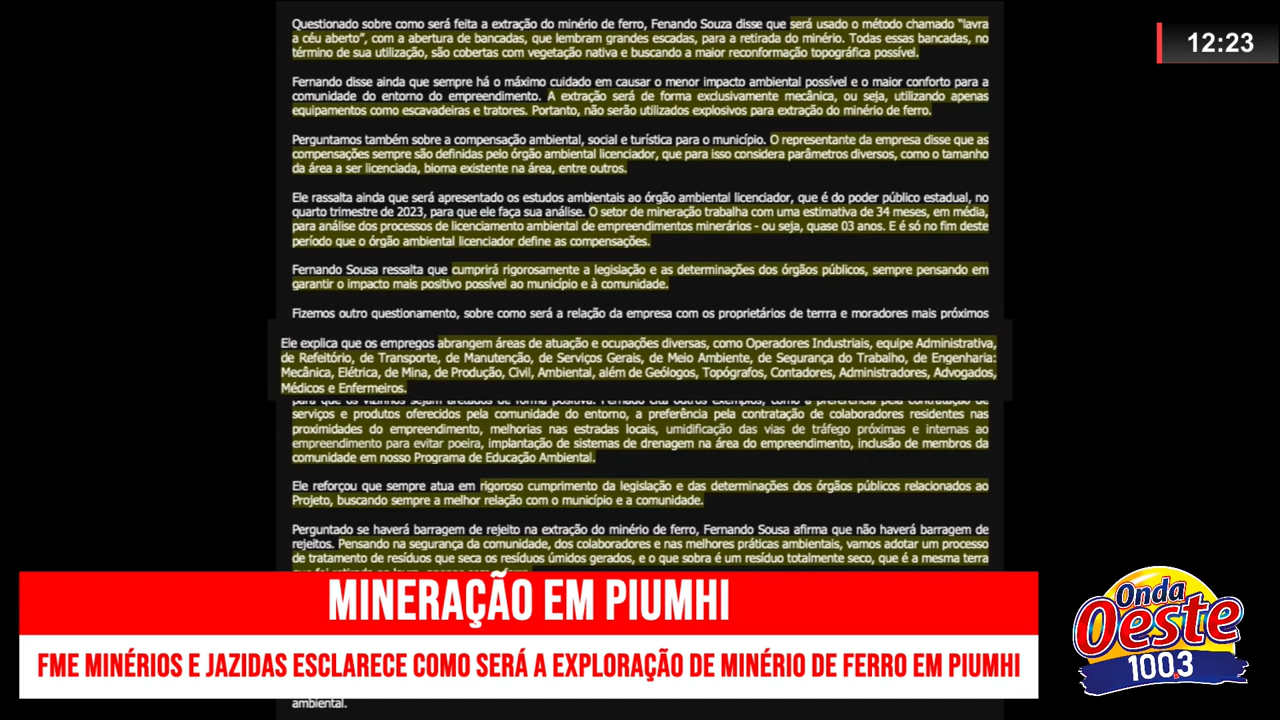 Questionado sobre como será feita a extração do minério de ferro, Fenando Souza disse que será usado o método chamado “lavra
a céu aberto”, com a abertura de bancadas, que lembram grandes escadas, para a retirada do minério. Todas essas bancadas, no
término de sua utilização, são cobertas com vegetação nativa e buscando a maior reconformação topográfica possível.
Fernando disse ainda que sempre há o máximo cuidado em causar o menor impacto ambiental possível e o maior conforto para a
comunidade do entorno do empreendimento. A extração será de forma exclusivamente mecânica, ou seja, utilizando apenas
equipamentos como escavadeiras e tratores. Portanto, não serão utilizados explosivos para extração do minério de ferro.
Perguntamos também sobre a compensação ambiental, social e turística para o município. O representante da empresa disse que as
compensações sempre são definidas pelo órgão ambiental licenciador, que para isso considera parâmetros diversos, como o tamanho
da área a ser licenciada, bioma existente na área, entre outros.
Ele rassalta ainda que será apresentado os estudos ambientais ao órgão ambiental licenciador, que é do poder público estadual, no
quarto trimestre de 2023, para que ele faça sua análise. O setor de mineração trabalha com uma estimativa de 34 meses, em média,
para análise dos processos de licenciamento ambiental de empreendimentos minerários - ou seja, quase 03 anos. E é só no fim deste
período que o órgão ambiental licenciador define as compensações.
Fernando Sousa ressalta que cumprirá rigorosamente a legislação e as determinações dos órgãos públicos, sempre pensando em
garantir o impacto mais positivo possível ao município e à comunidade.
Fizemos outro questionamento, sobre como será a relação da empresa com os proprietários de terrra e moradores mais próximos
Ele explica que os empregos abrangem áreas de atuação e ocupações diversas, como Operadores Industriais, equipe Administrativa,
de Refeitório, de Transporte, de Manutenção, de Serviços Gerais, de Meio Ambiente, de Segurança do Trabalho, de Engenharia:
Mecânica, Elétrica, de Mina, de Produção, Civil, Ambiental, além de Geólogos, Topógrafos, Contadores, Administradores, Advogados,
Médicos e Enfermeiros.
para que os vizinhos sejam afetados de forma positiva. Fernado cita outros exemplos, como a preferência pela contratação de
serviços e produtos oferecidos pela comunidade do entorno, a preferência pela contratação de colaboradores residentes nas
proximidades do empreendimento, melhorias nas estradas locais, umidificação das vias de tráfego próximas e internas ao
empreendimento para evitar poeira, implantação de sistemas de drenagem na área do empreendimento, inclusão de membros da
comunidade em nosso Programa de Educação Ambiental.
Ele reforçou que sempre atua em rigoroso cumprimento da legislação e das determinações dos órgãos públicos relacionados ao
Projeto, buscando sempre a melhor relação com o município e a comunidade.
Perguntado se haverá barragem de rejeito na extração do minério de ferro, Fernando Sousa afirma que não haverá barragem de
rejeitos. Pensando na segurança da comunidade, dos colaboradores e nas melhores práticas ambientais, vamos adotar um processo
de tratamento de resíduos que seca os resíduos úmidos gerados, e o que sobra é um resíduo totalmente seco, que é a mesma terra
ambiental.
12:23
MINERAÇÃO EM PIUMHI
FME MINÉRIOS E JAZIDAS ESCLARECE COMO SERÁ A EXPLORAÇÃO DE MINÉRIO DE FERRO EM PIUMHI
Onda
Oeste
100.3